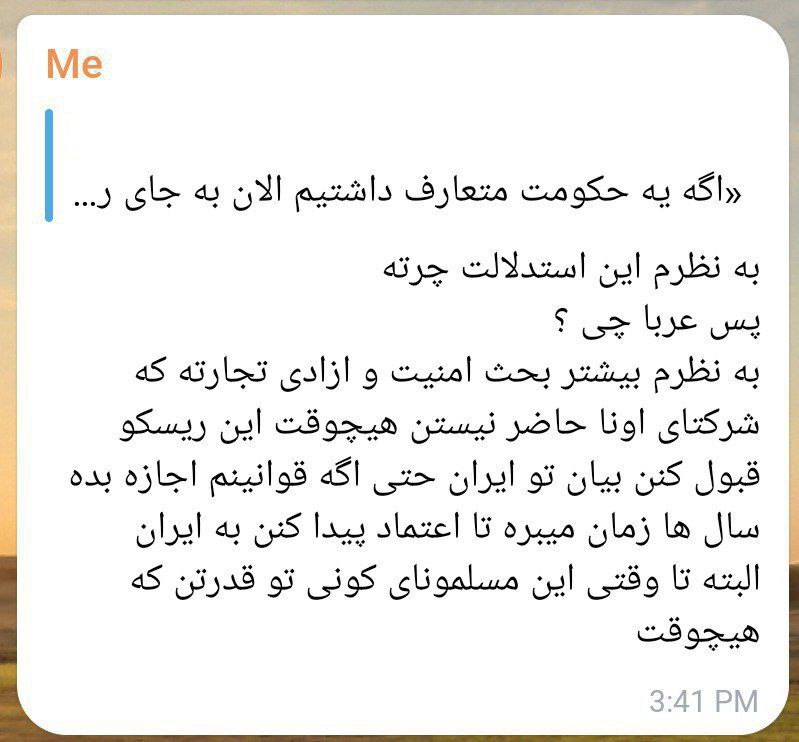 Me
«اگه یه حکومت متعارف داشتیم الان به جای ر...
به نظرم این استدلالت چرته
پس عربا چی ؟
به نظرم بیشتر بحث امنیت و ازادی تجارته که
شرکتای اونا حاضر نیستن هیچوقت این ریسکو
قبول کنن بیان تو ایران حتی اگه قوانینم اجازه بده
سال ها زمان میبره تا اعتماد پیدا کنن به ایران
البته تا وقتی این مسلمونای کونی تو قدرتن که
هیچوقت
3:41 PM